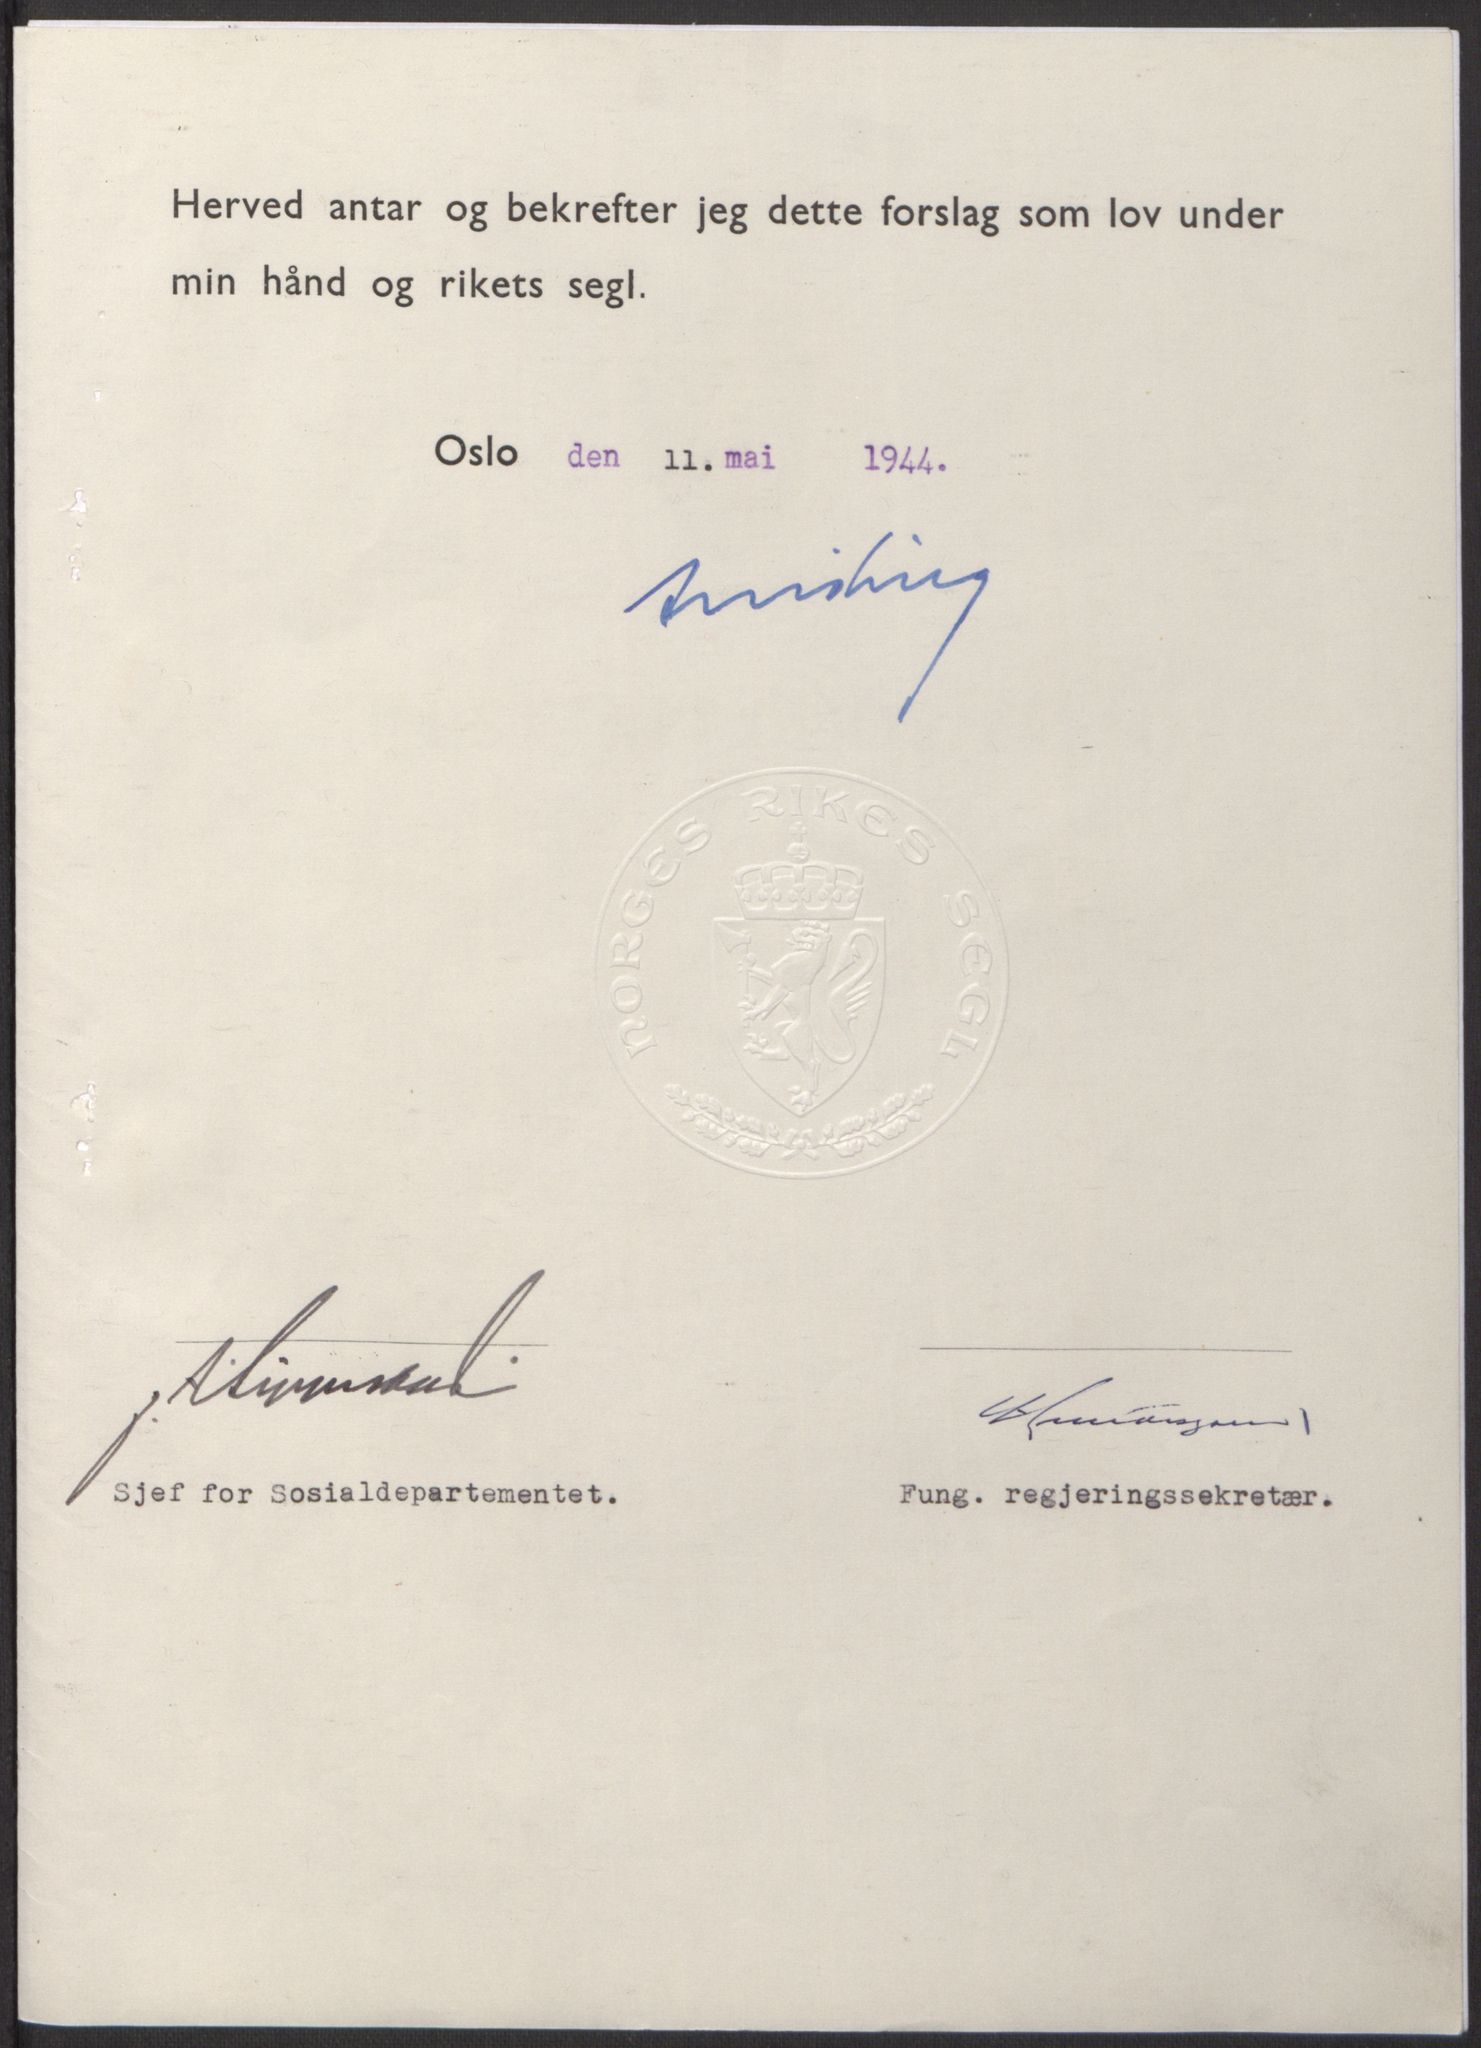 Herved antar og bekrefter jeg dette forslag som lov under
min hånd og rikets segl.
Oslo den 11. mai 1944.
NORGES RIKES SEGL
Sjef for Sosialdepartementet.
Fung. regjeringssekretær.